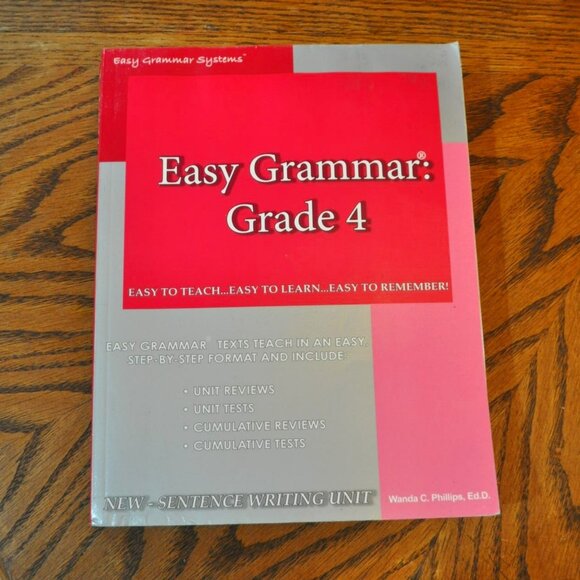 Easy Grammar Systems™
Easy Grammar®:
Grade 4
EASY TO TEACH...EASY TO LEARN...EASY TO REMEMBER!
EASY GRAMMAR® TEXTS TEACH IN AN EASY,
STEP-BY-STEP FORMAT AND INCLUDE:
• UNIT REVIEWS
• UNIT TESTS
• CUMULATIVE REVIEWS
• CUMULATIVE TESTS
NEW - SENTENCE WRITING UNIT
Wanda C. Phillips, Ed.D.